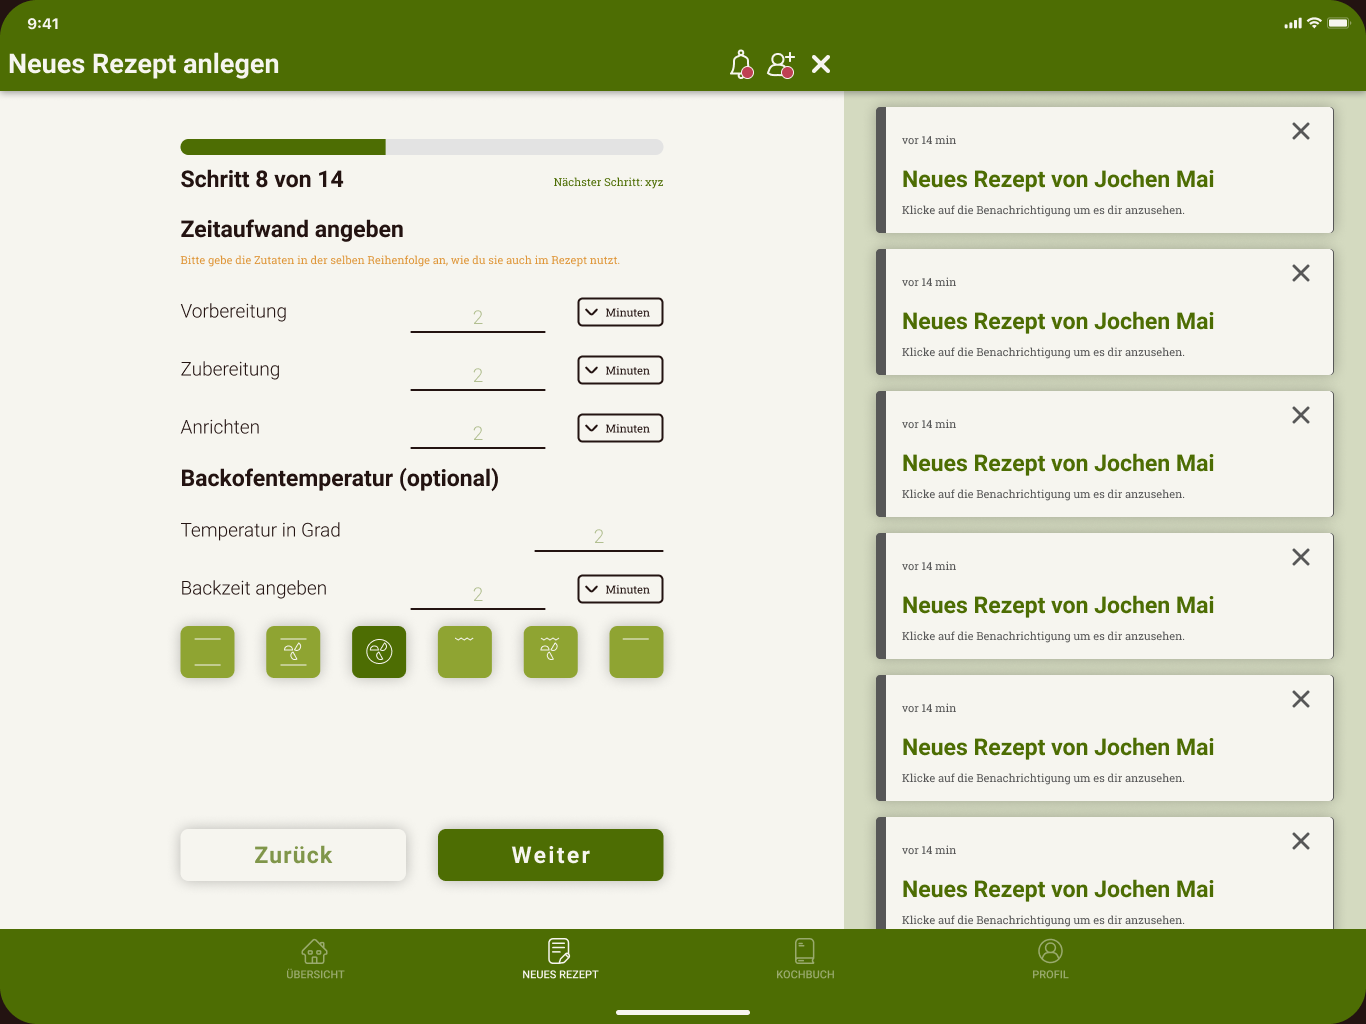 9:41
Neues Rezept anlegen
Schritt 8 von 14
Nächster Schritt: xyz
Zeitaufwand angeben
Bitte gebe die Zutaten in der selben Reihenfolge an, wie du sie auch im Rezept nutzt.
Vorbereitung 2 Minuten
Zubereitung 2 Minuten
Anrichten 2 Minuten
Backofentemperatur (optional)
Temperatur in Grad 2
Backzeit angeben 2 Minuten
Zurück Weiter
vor 14 min
Neues Rezept von Jochen Mai
Klicke auf die Benachrichtigung um es dir anzusehen.
vor 14 min
Neues Rezept von Jochen Mai
Klicke auf die Benachrichtigung um es dir anzusehen.
vor 14 min
Neues Rezept von Jochen Mai
Klicke auf die Benachrichtigung um es dir anzusehen.
vor 14 min
Neues Rezept von Jochen Mai
Klicke auf die Benachrichtigung um es dir anzusehen.
vor 14 min
Neues Rezept von Jochen Mai
Klicke auf die Benachrichtigung um es dir anzusehen.
vor 14 min
Neues Rezept von Jochen Mai
Klicke auf die Benachrichtigung um es dir anzusehen.
ÜBERSICHT NEUES REZEPT KOCHBUCH PROFIL